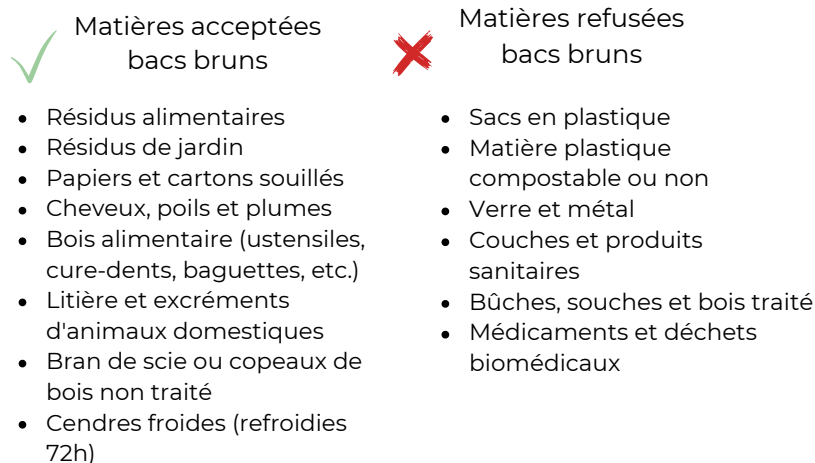 Matières acceptées
bacs bruns
• Résidus alimentaires
• Résidus de jardin
• Papiers et cartons souillés
• Cheveux, poils et plumes
• Bois alimentaire (ustensiles,
cure-dents, baguettes, etc.)
• Litière et excréments
d'animaux domestiques
• Bran de scie ou copeaux de
bois non traité
• Cendres froides (refroidies
72h)
Matières refusées
bacs bruns
• Sacs en plastique
• Matière plastique
compostable ou non
• Verre et métal
• Couches et produits
sanitaires
• Bûches, souches et bois traité
• Médicaments et déchets
biomédicaux